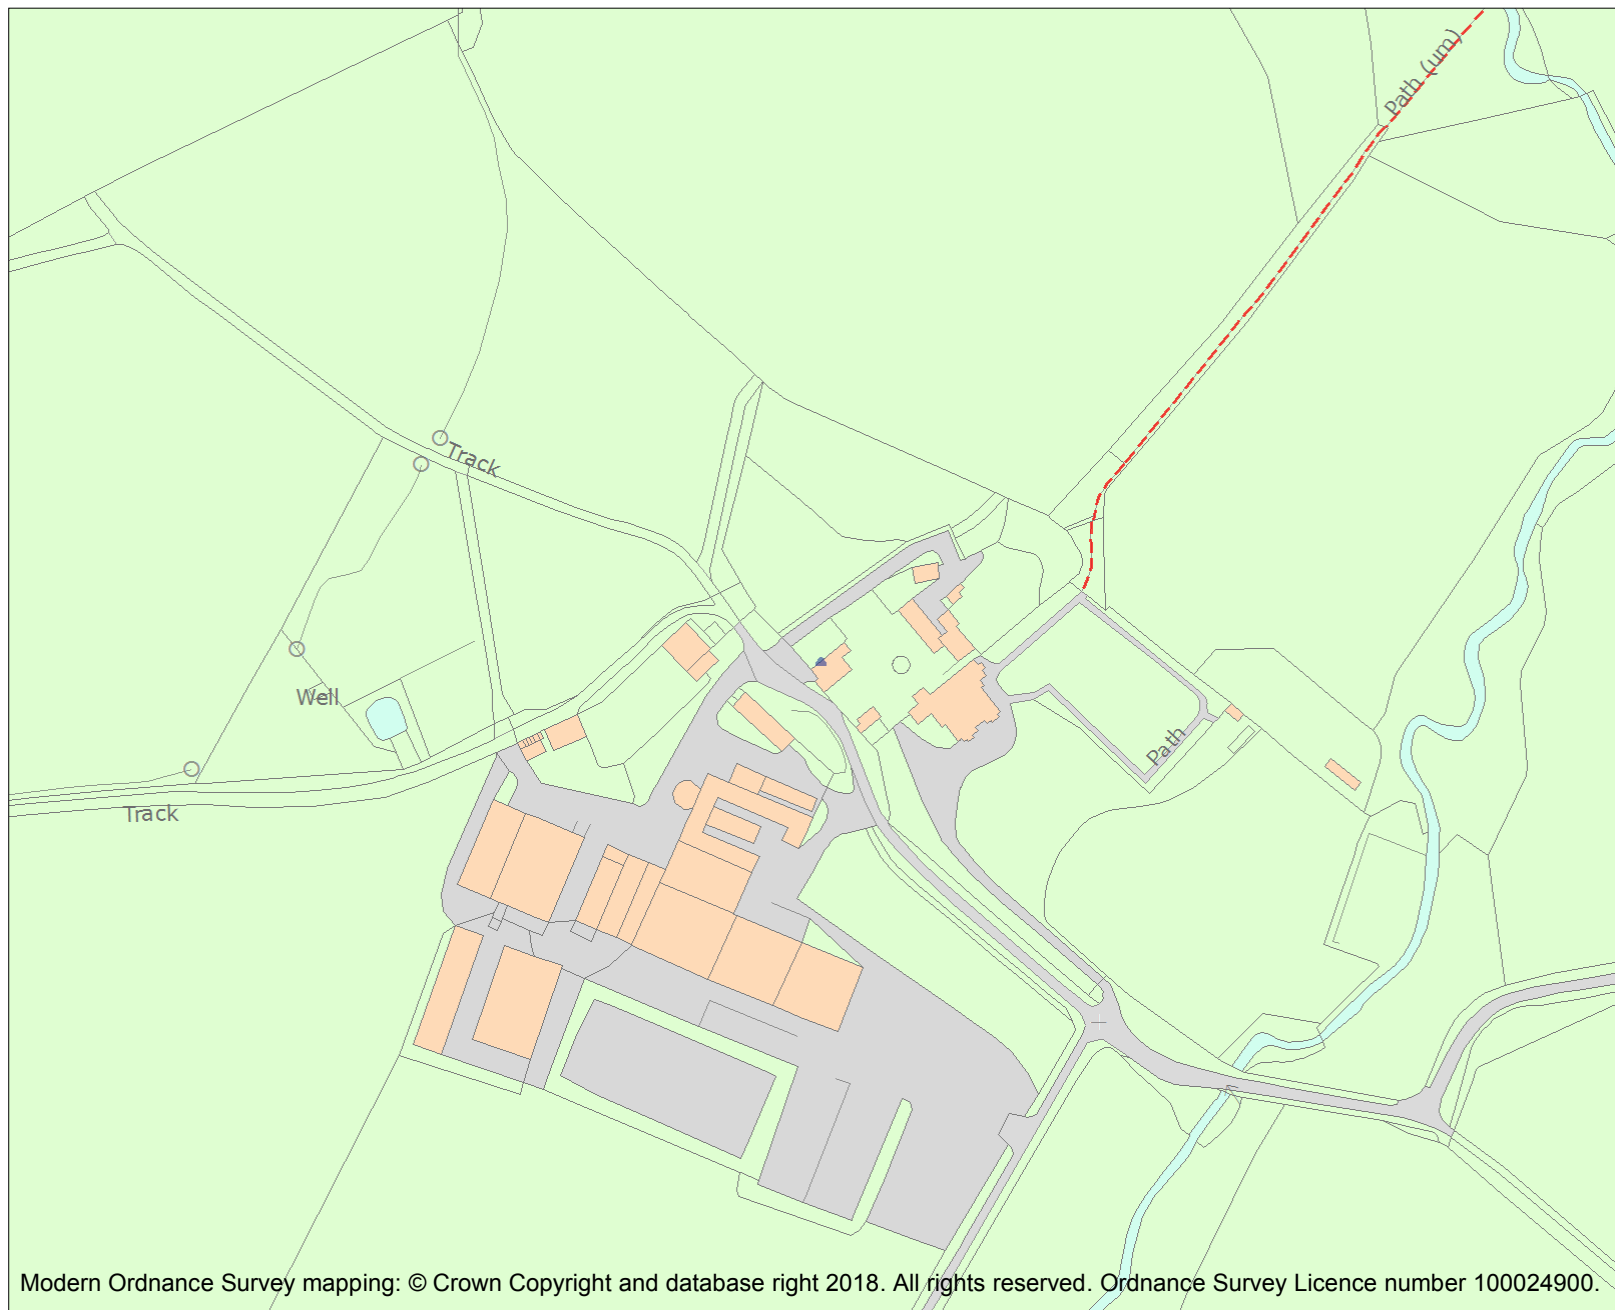 Path (um)
Track
Well
Path
Track
Modern Ordnance Survey mapping: © Crown Copyright and database right 2018. All rights reserved. Ordnance Survey Licence number 100024900.